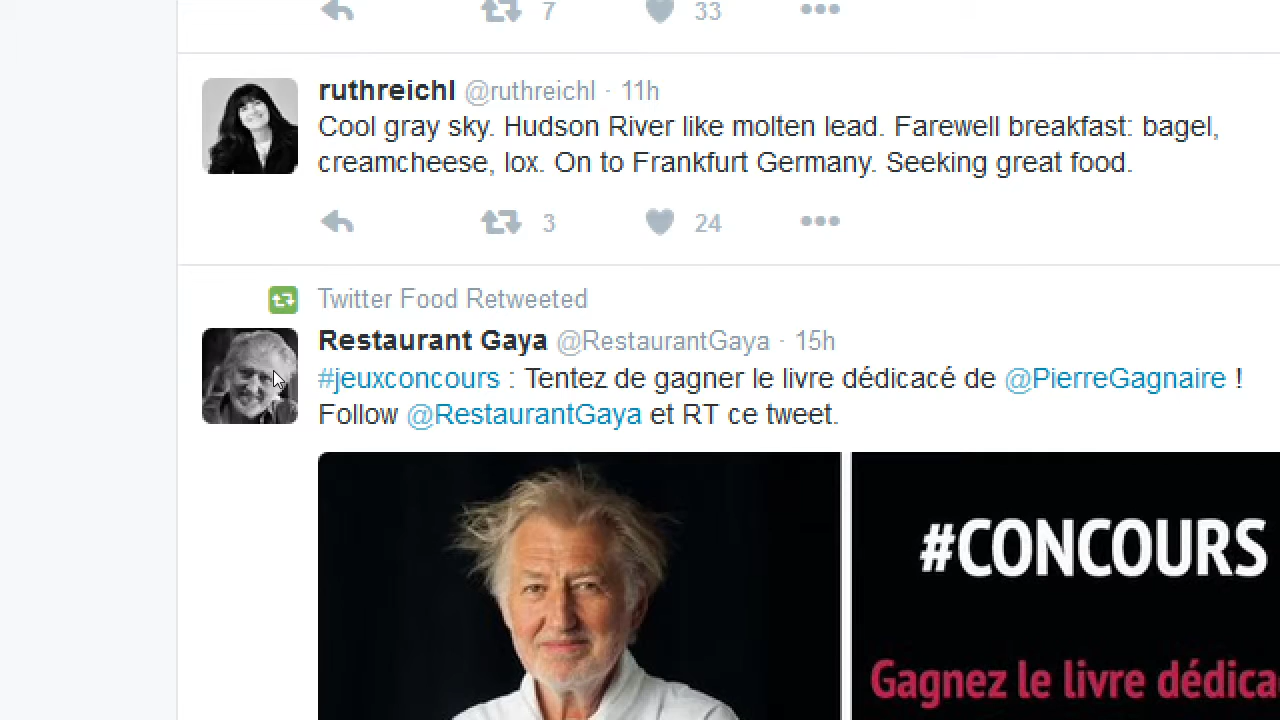 7 33 •••
ruthreichl @ruthreichl · 11h
Cool gray sky. Hudson River like molten lead. Farewell breakfast: bagel,
creamcheese, lox. On to Frankfurt Germany. Seeking great food.
3 24 •••
Twitter Food Retweeted
Restaurant Gaya @RestaurantGaya · 15h
#jeuxconcours : Tentez de gagner le livre dédicacé de @PierreGagnaire !
Follow @RestaurantGaya et RT ce tweet.
#CONCOURS
Gagnez le livre dédica